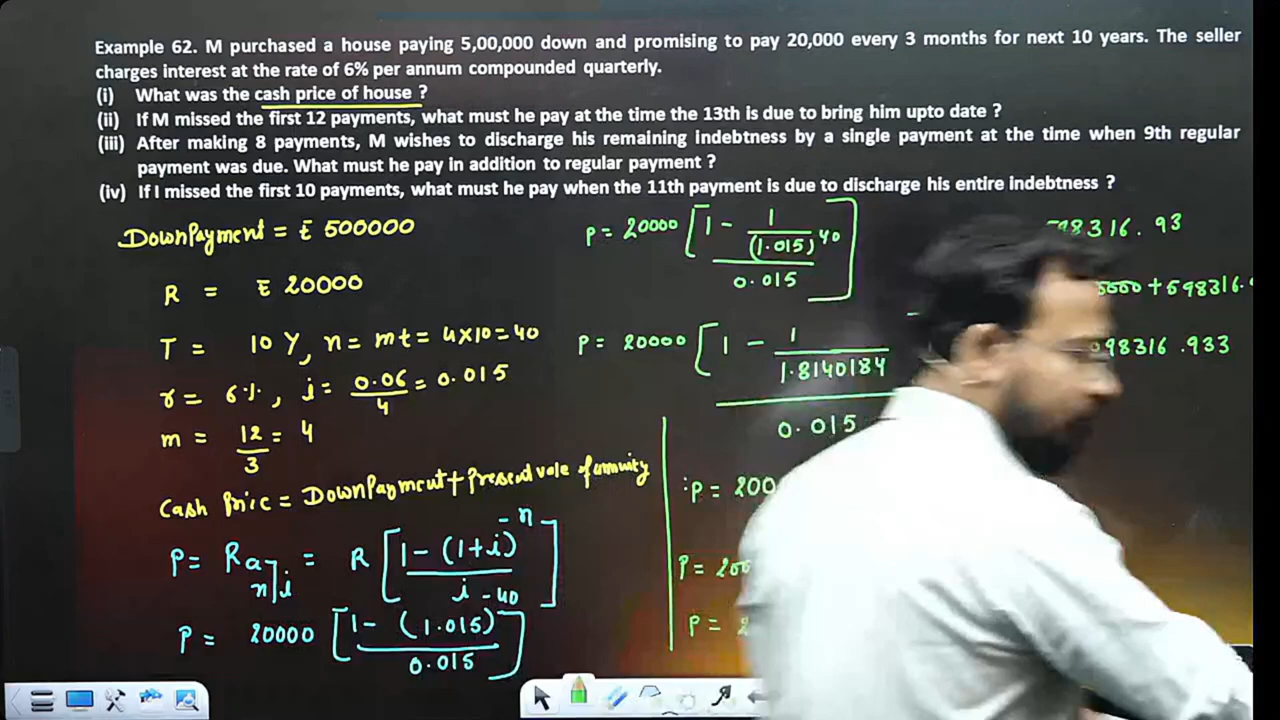 Example 62. M purchased a house paying 5,00,000 down and promising to pay 20,000 every 3 months for next 10 years. The seller
charges interest at the rate of 6% per annum compounded quarterly.
(i) What was the cash price of house ?
(ii) If M missed the first 12 payments, what must he pay at the time the 13th is due to bring him upto date ?
(iii) After making 8 payments, M wishes to discharge his remaining indebtness by a single payment at the time when 9th regular
payment was due. What must he pay in addition to regular payment ?
(iv) If I missed the first 10 payments, what must he pay when the 11th payment is due to discharge his entire indebtness ?
DownPayment = ₹ 500000
R = ₹ 20000
T = 10 Y, n = mt = 4x10 = 40
r = 6%, i = 0.06/4 = 0.015
m = 12/3 = 4
Cash Price = DownPayment + Present vale of annuity
P = Ra n⌉i = R [1 - (1+i)^-n / i]
P = 20000 [1 - (1.015)^-40 / 0.015]
P = 20000 [1 - 1/(1.015)^40 / 0.015]
P = 20000 [1 - 1/1.8140184
0.015
P = 200
P = 200
P = 2
98316.93
0000 + 598316.
98316.933